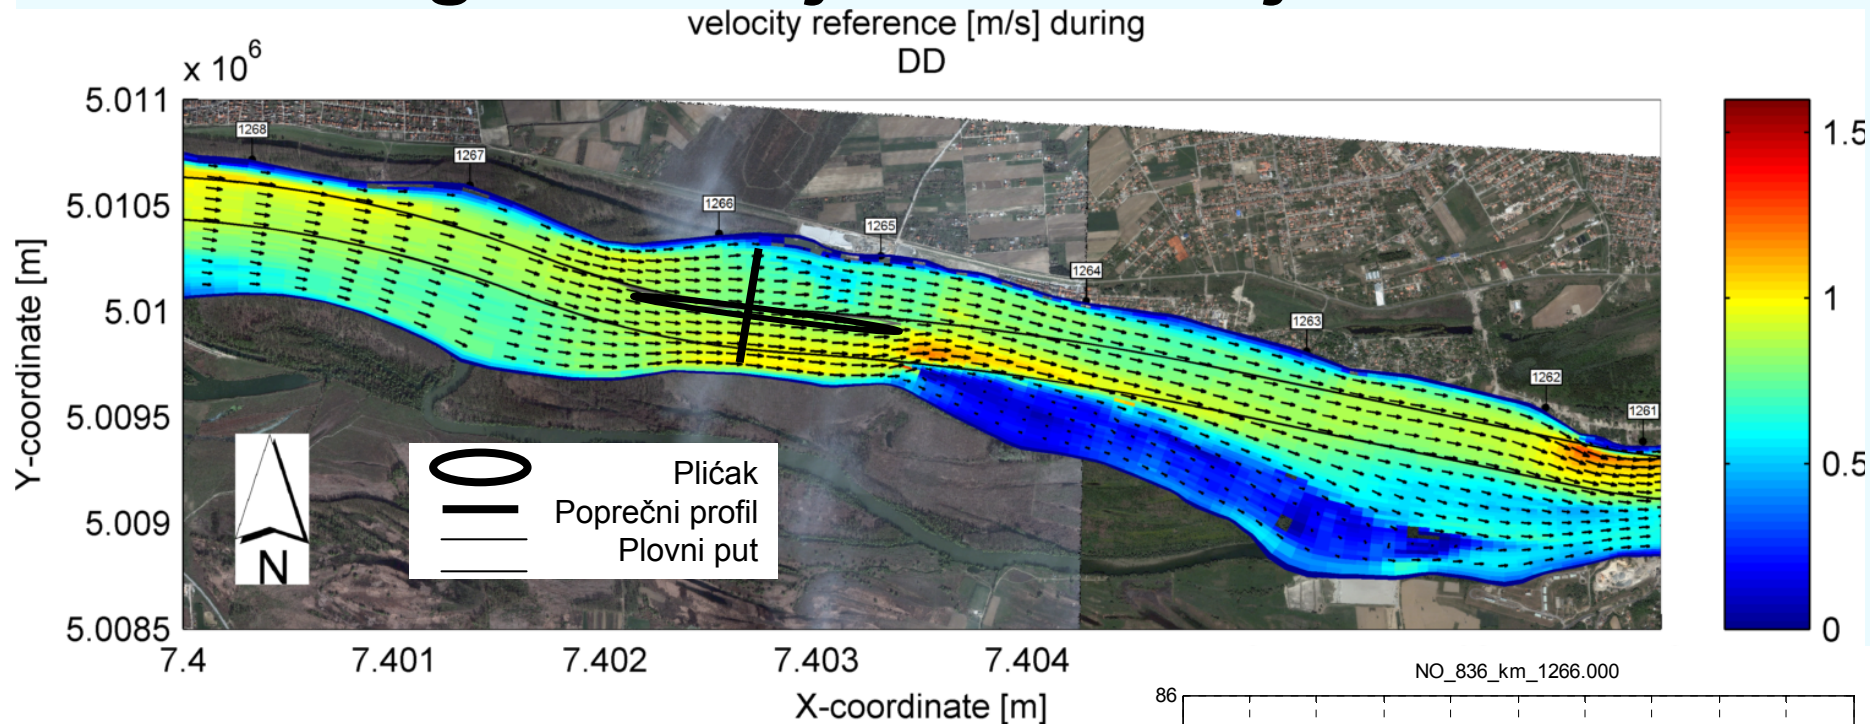 velocity reference [m/s] during
DD
x 10^6
5.011
5.0105
5.01
5.0095
5.009
5.0085
Y-coordinate [m]
1268
1267
1266
1265
1264
1263
1262
1261
Plićak
Poprečni profil
Plovni put
N
1.5
1
0.5
0
7.4
7.401
7.402
7.403
7.404
X-coordinate [m]
NO_836_km_1266.000
86